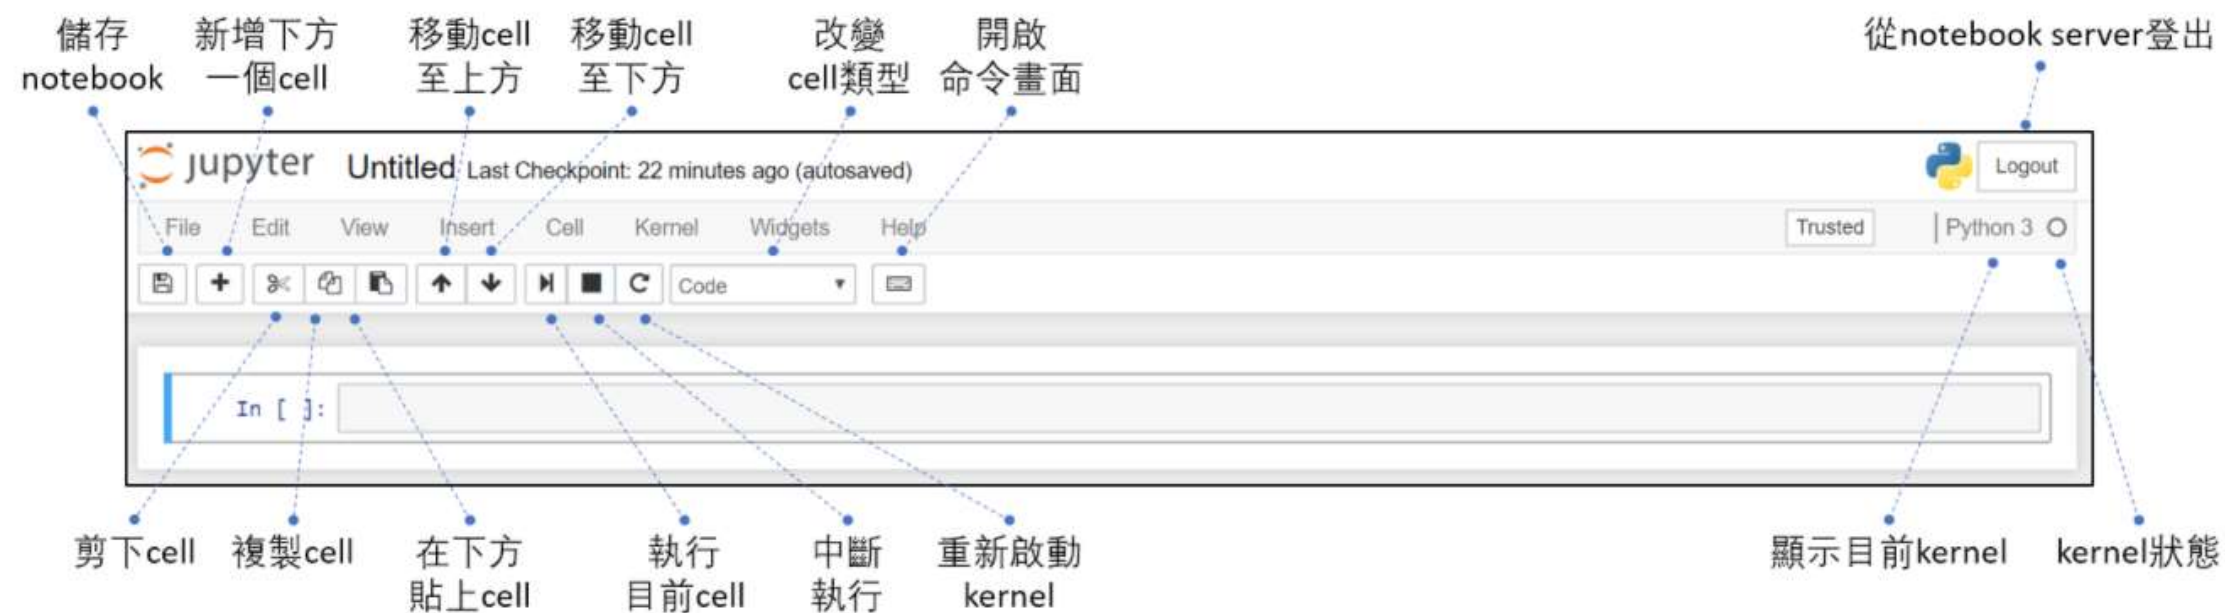 儲存
notebook
新增下方
一個cell
移動cell
至上方
移動cell
至下方
改變
cell類型
開啟
命令畫面
從notebook server登出
jupyter Untitled Last Checkpoint: 22 minutes ago (autosaved)
Logout
File Edit View Insert Cell Kernel Widgets Help
Trusted
Python 3
Code
In [ ]:
剪下cell
複製cell
在下方
貼上cell
執行
目前cell
中斷
執行
重新啟動
kernel
顯示目前kernel
kernel狀態